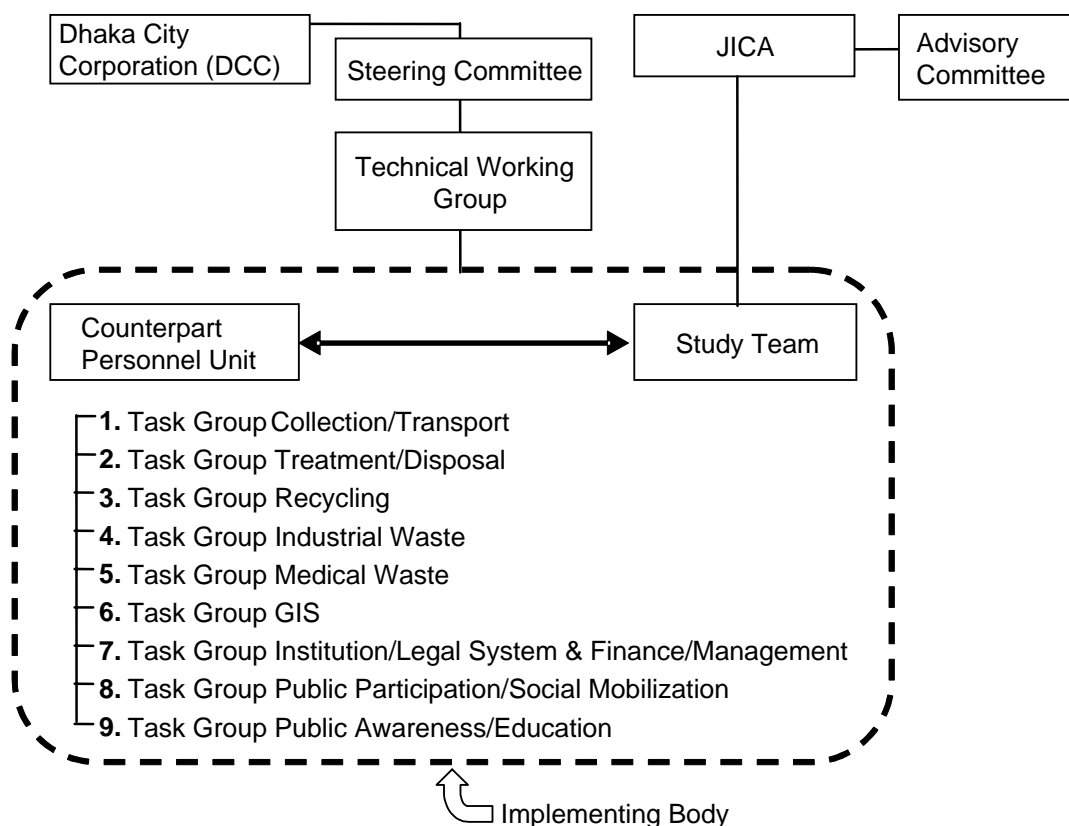 Dhaka City
Corporation (DCC)
Steering Committee
JICA
Advisory
Committee
Technical Working
Group
Counterpart
Personnel Unit
Study Team
1. Task Group Collection/Transport
2. Task Group Treatment/Disposal
3. Task Group Recycling
4. Task Group Industrial Waste
5. Task Group Medical Waste
6. Task Group GIS
7. Task Group Institution/Legal System & Finance/Management
8. Task Group Public Participation/Social Mobilization
9. Task Group Public Awareness/Education
Implementing Body